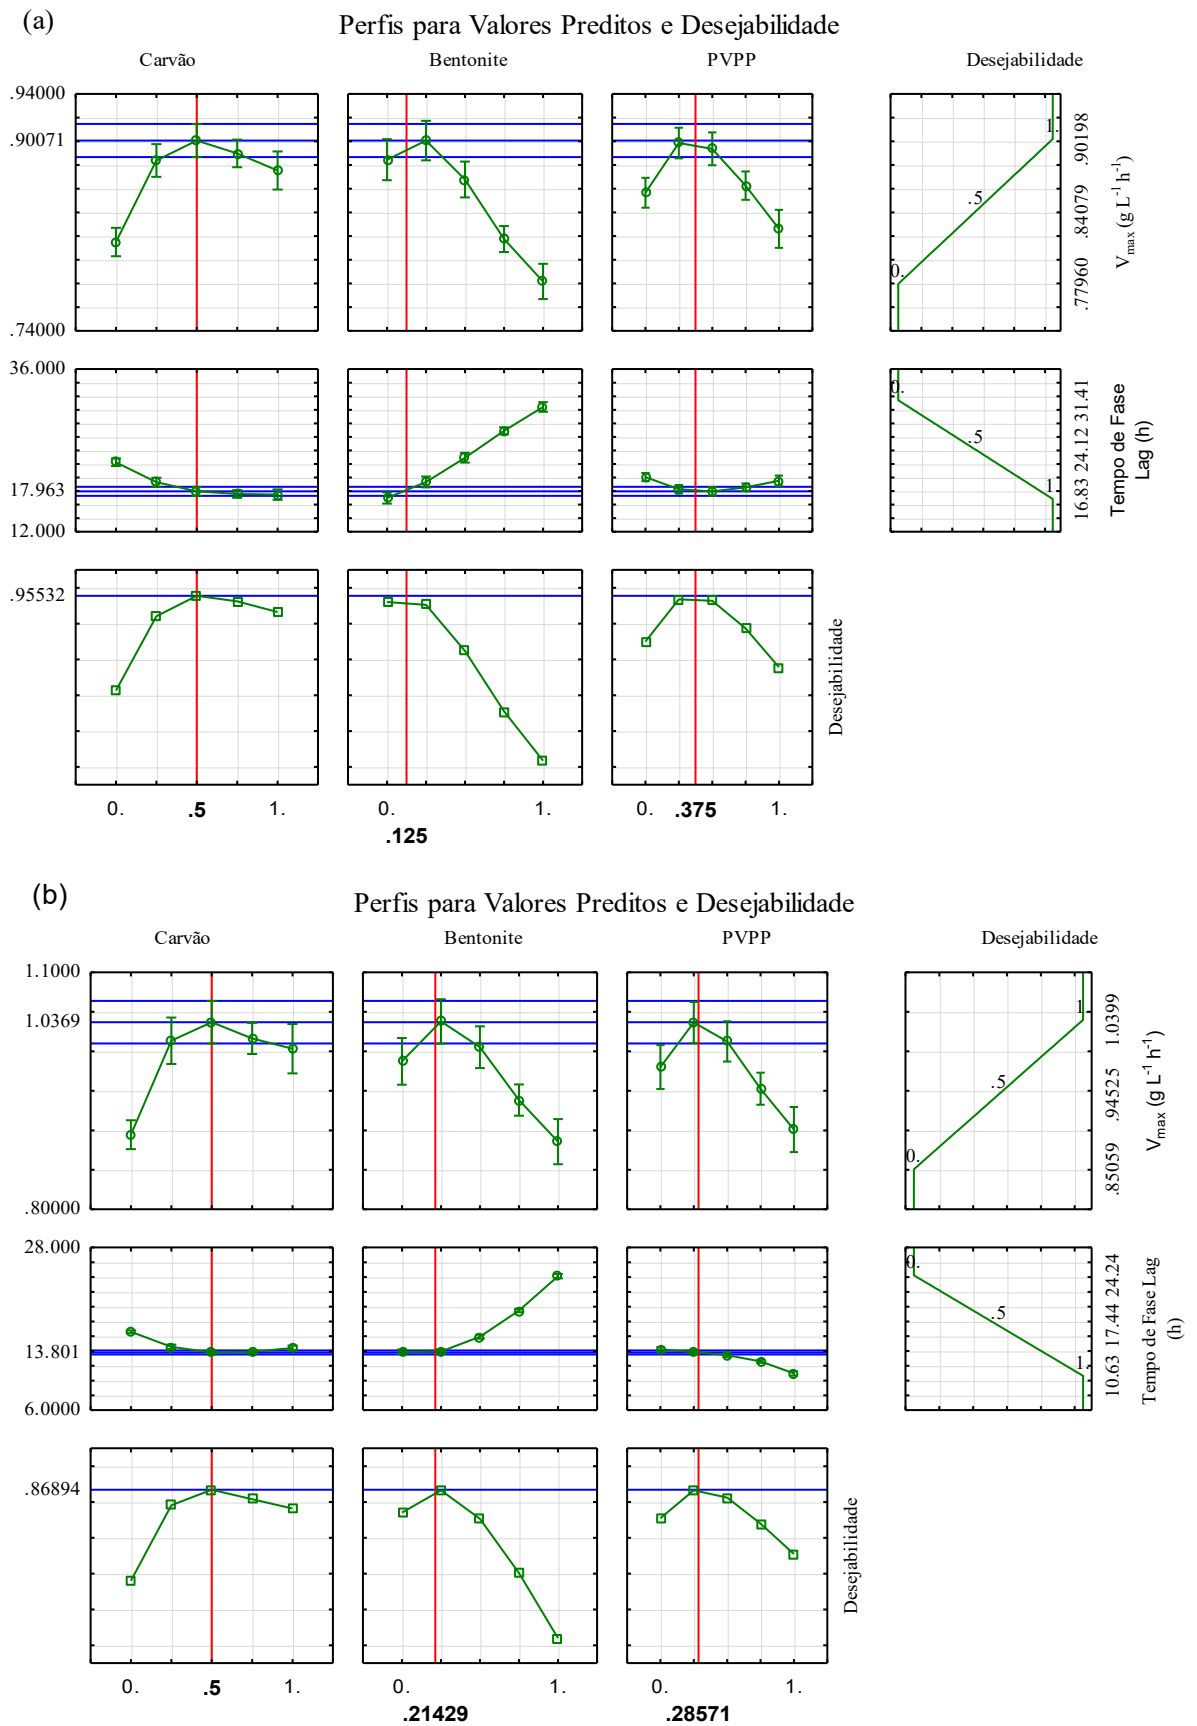 (a)
Perfis para Valores Preditos e Desejabilidade
Carvão Bentonite PVPP Desejabilidade
.94000
.90071
.74000
0. .5 1.
.77960 .84079 .90198
Vmax (g L-1 h-1)
36.000
17.963
12.000
0. .5 1.
16.83 24.12 31.41
Tempo de Fase
Lag (h)
.95532
Desejabilidade
0. .5 1. 0. 1. 0. .375 1.
.125
(b)
Perfis para Valores Preditos e Desejabilidade
Carvão Bentonite PVPP Desejabilidade
1.1000
1.0369
.80000
0. .5 1.
.85059 .94525 1.0399
Vmax (g L-1 h-1)
28.000
13.801
6.0000
0. .5 1.
10.63 17.44 24.24
Tempo de Fase Lag
(h)
.86894
Desejabilidade
0. .5 1. 0. 1. 0. 1.
.21429 .28571